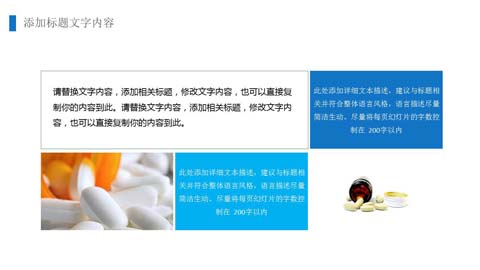 添加标题文字内容
请替换文字内容，添加相关标题，修改文字内容，也可以直接复
制你的内容到此。请替换文字内容，添加相关标题，修改文字内
容，也可以直接复制你的内容到此。
此处添加详细文本描述，建议与标题相
关并符合整体语言风格，语言描述尽量
简洁生动。尽量将每页幻灯片的字数控
制在 200字以内
此处添加详细文本描述，建议与标题相
关并符合整体语言风格，语言描述尽量
简洁生动。尽量将每页幻灯片的字数控
制在 200字以内